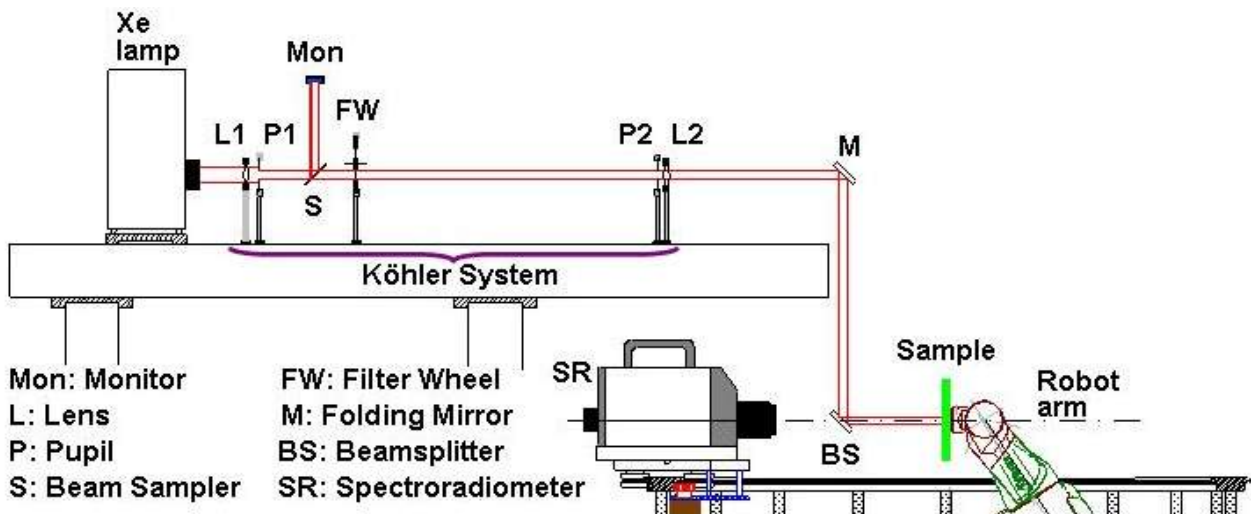 Xe
lamp
Mon
FW
L1 P1
P2 L2
M
S
Köhler System
Mon: Monitor
L: Lens
P: Pupil
S: Beam Sampler
FW: Filter Wheel
M: Folding Mirror
BS: Beamsplitter
SR: Spectroradiometer
SR
Sample
Robot
arm
BS